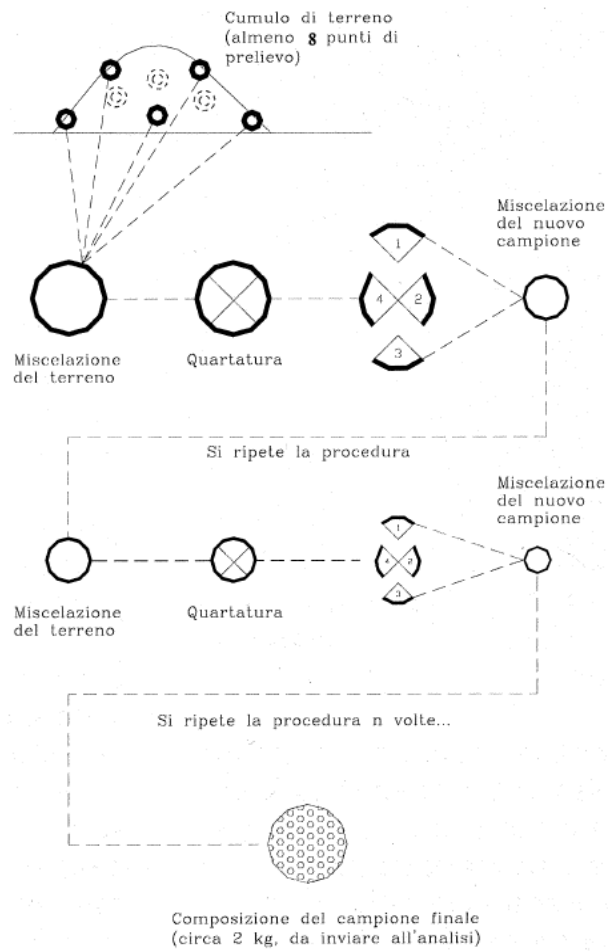 Cumulo di terreno
(almeno 8 punti di
prelievo)
Miscelazione
del nuovo
campione
1
4
2
3
Miscelazione
del terreno
Quartatura
Si ripete la procedura
Miscelazione
del nuovo
campione
1
4
2
3
Miscelazione
del terreno
Quartatura
Si ripete la procedura n volte...
Composizione del campione finale
(circa 2 kg, da inviare all'analisi)